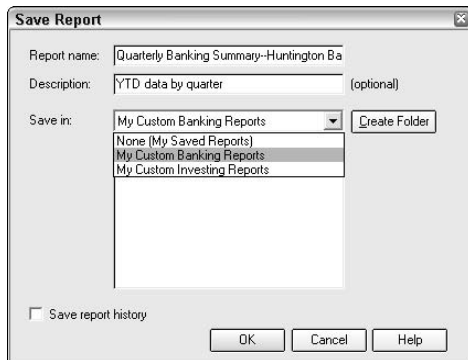 Save Report
Report name: Quarterly Banking Summary--Huntington Ba
Description: YTD data by quarter (optional)
Save in: My Custom Banking Reports Create Folder
None (My Saved Reports)
My Custom Banking Reports
My Custom Investing Reports
Save report history
OK Cancel Help